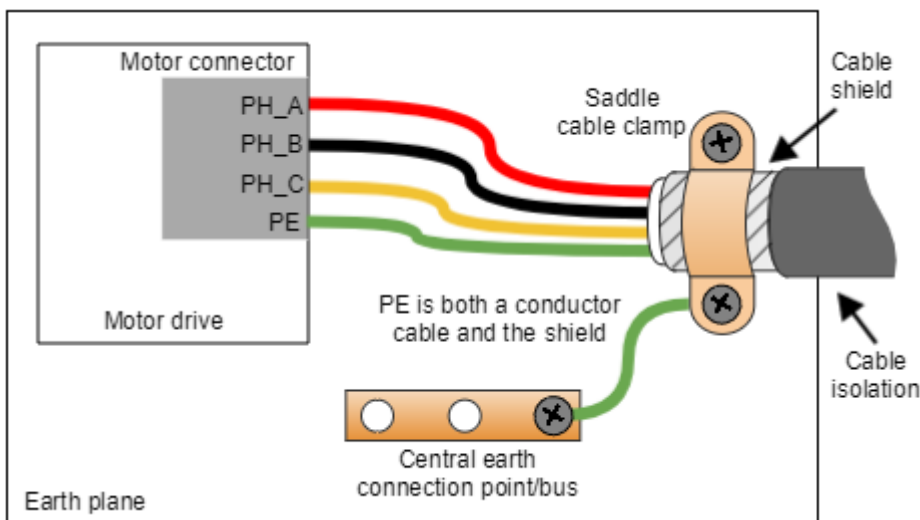 Motor connector
PH_A
PH_B
PH_C
PE
Motor drive
Saddle
cable clamp
Cable
shield
PE is both a conductor
cable and the shield
Cable
isolation
Central earth
connection point/bus
Earth plane